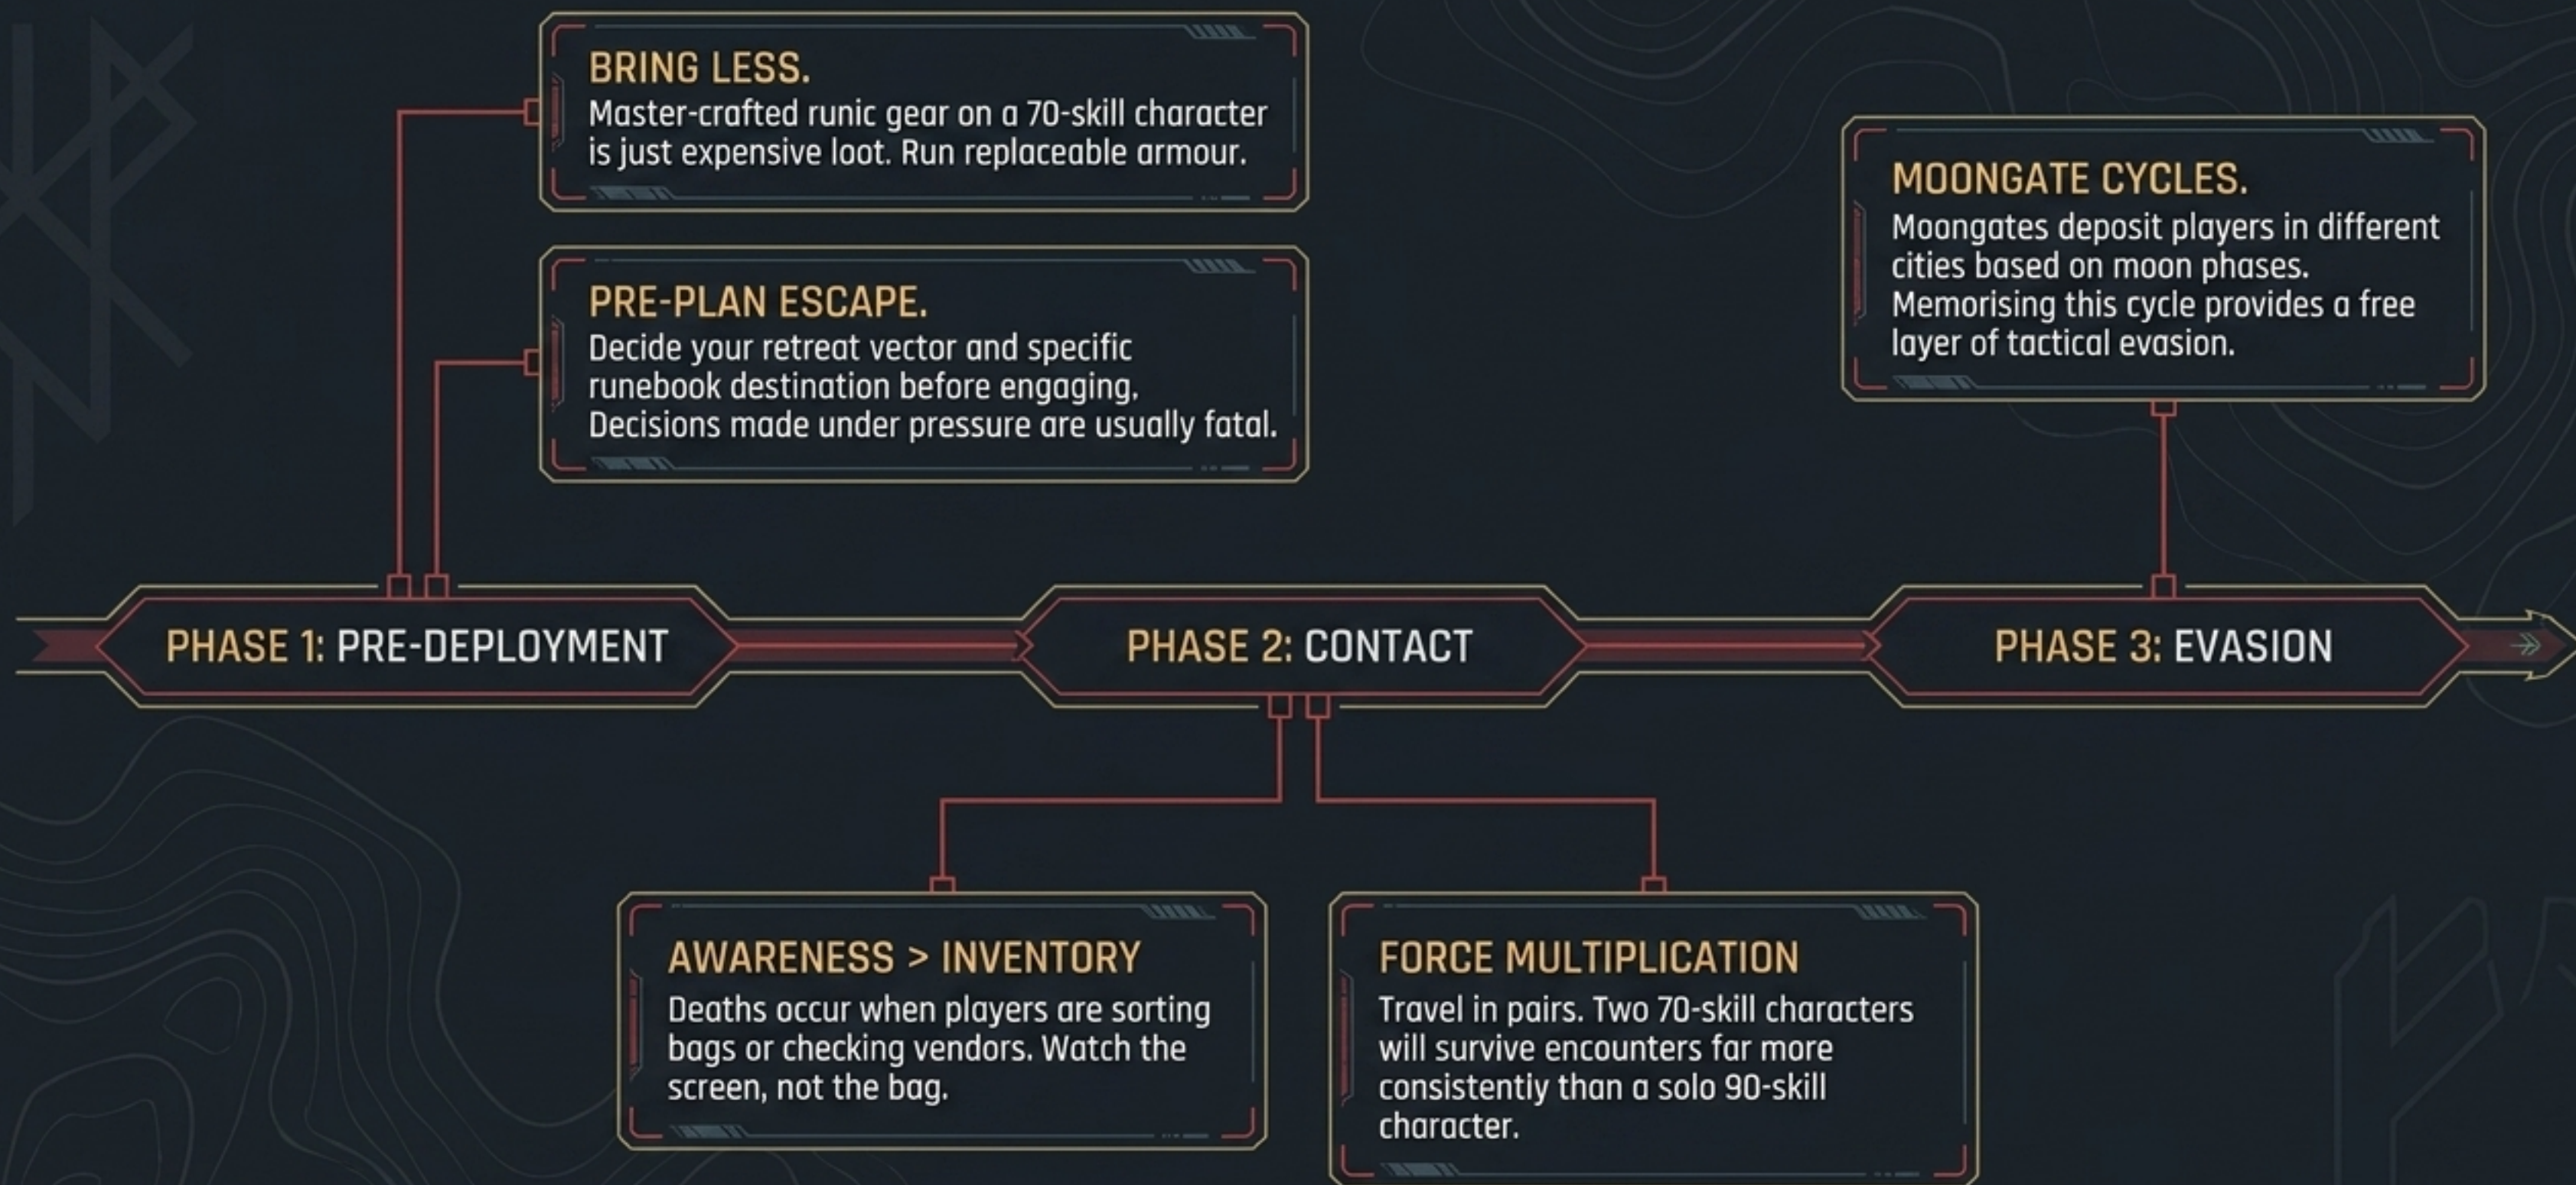 BRING LESS.
Master-crafted runic gear on a 70-skill character
is just expensive loot. Run replaceable armour.
PRE-PLAN ESCAPE.
Decide your retreat vector and specific
runebook destination before engaging.
Decisions made under pressure are usually fatal.
MOONGATE CYCLES.
Moongates deposit players in different
cities based on moon phases.
Memorising this cycle provides a free
layer of tactical evasion.
PHASE 1: PRE-DEPLOYMENT
PHASE 2: CONTACT
PHASE 3: EVASION
AWARENESS > INVENTORY
Deaths occur when players are sorting
bags or checking vendors. Watch the
screen, not the bag.
FORCE MULTIPLICATION
Travel in pairs. Two 70-skill characters
will survive encounters far more
consistently than a solo 90-skill
character.